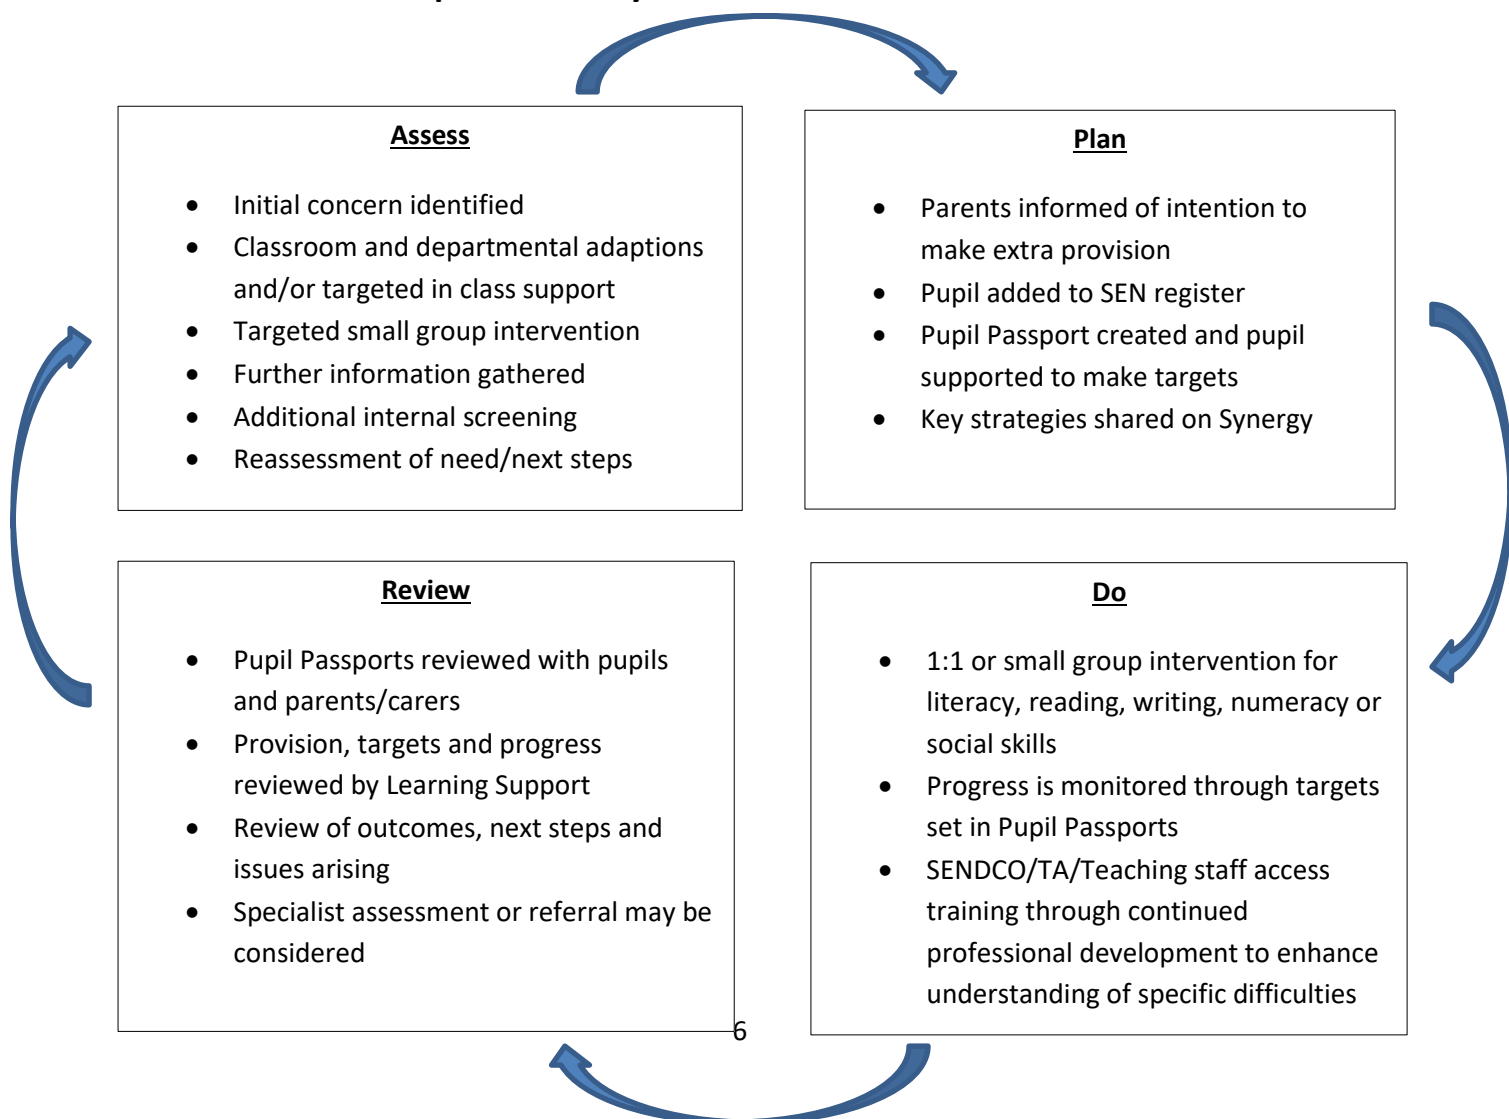 Assess
• Initial concern identified
• Classroom and departmental adaptions
and/or targeted in class support
• Targeted small group intervention
• Further information gathered
• Additional internal screening
• Reassessment of need/next steps
Plan
• Parents informed of intention to
make extra provision
• Pupil added to SEN register
• Pupil Passport created and pupil
supported to make targets
• Key strategies shared on Synergy
Review
• Pupil Passports reviewed with pupils
and parents/carers
• Provision, targets and progress
reviewed by Learning Support
• Review of outcomes, next steps and
issues arising
• Specialist assessment or referral may be
considered
Do
• 1:1 or small group intervention for
literacy, reading, writing, numeracy or
social skills
• Progress is monitored through targets
set in Pupil Passports
• SENDCO/TA/Teaching staff access
training through continued
professional development to enhance
understanding of specific difficulties
6